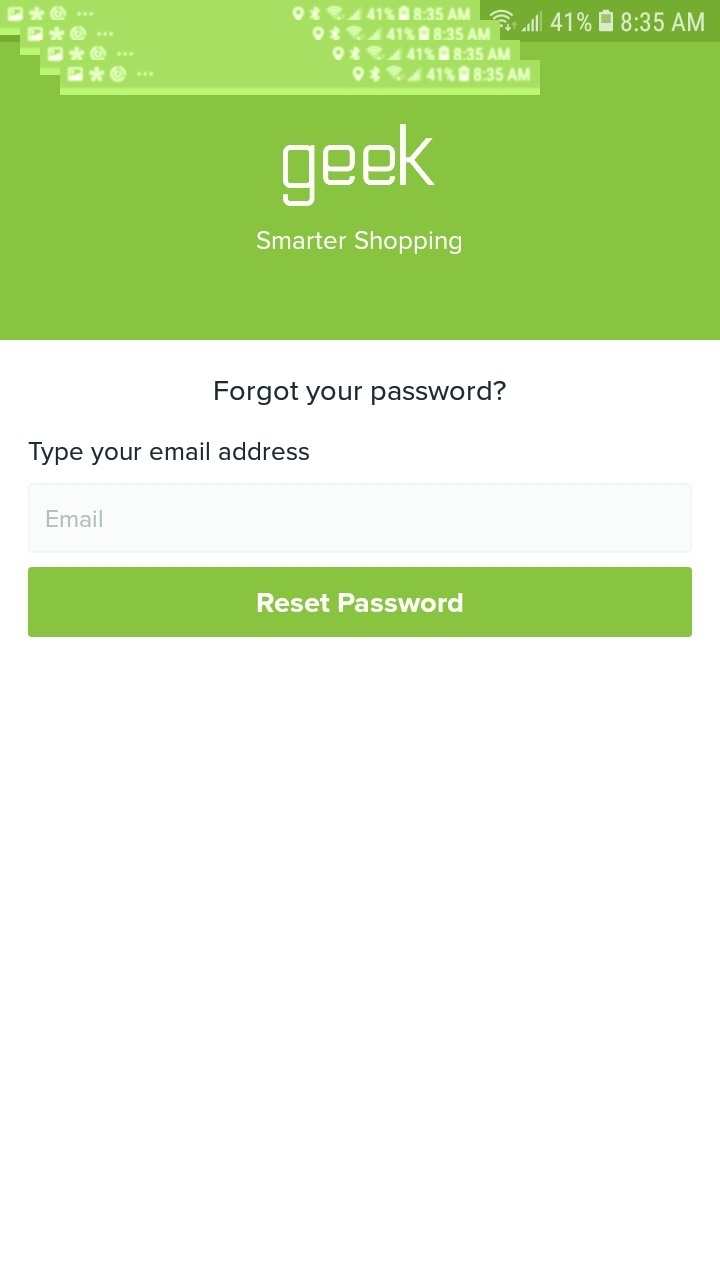 41% 8:35 AM
41% 8:35 AM
41% 8:35 AM
41% 8:35 AM
41% 8:35 AM
geek
Smarter Shopping
Forgot your password?
Type your email address
Email
Reset Password